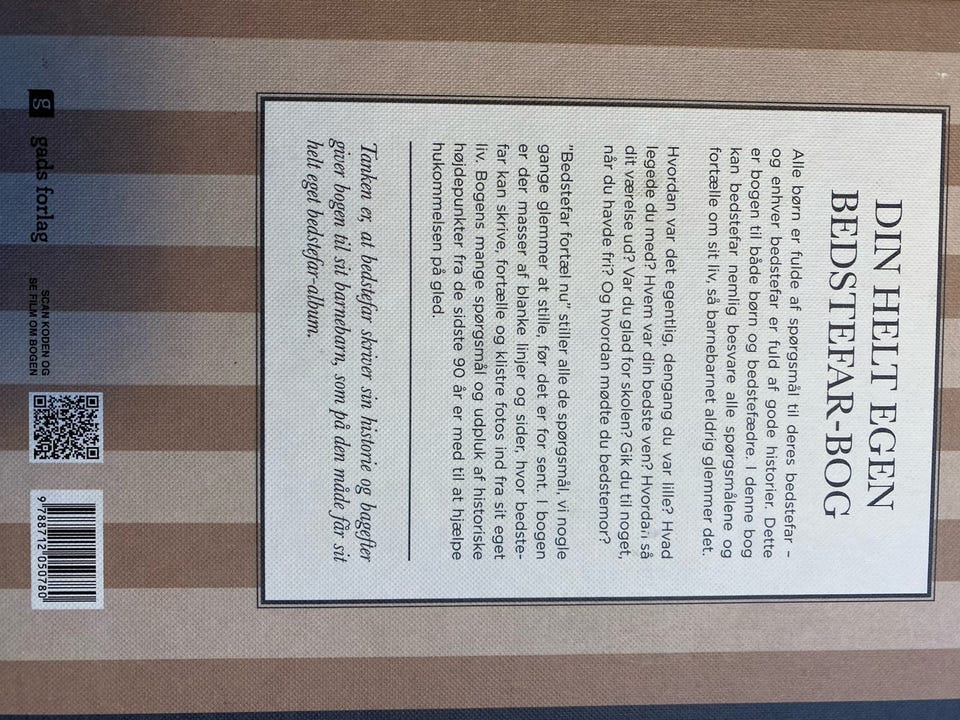 DIN HELT EGEN
BEDSTEFAR-BOG
Alle børn er fulde af spørgsmål til deres bedstefar –
og enhver bedstefar er fuld af gode historier. Dette
er bogen til både børn og bedstefædre. I denne bog
kan bedstefar nemlig besvare alle spørgsmålene og
fortælle om sit liv, så barnebarnet aldrig glemmer det.
Hvordan var det egentlig, dengang du var lille? Hvad
legede du med? Hvem var din bedste ven? Hvordan så
dit værelse ud? Var du glad for skolen? Gik du til noget,
når du havde fri? Og hvordan mødte du bedstemor?
"Bedstefar fortæl nu" stiller alle de spørgsmål, vi nogle
gange glemmer at stille, før det er for sent. I bogen
er der masser af blanke linjer og sider, hvor bedste-
far kan skrive, fortælle og klistre fotos ind fra sit eget
liv. Bogens mange spørgsmål og udpluk af historiske
højdepunkter fra de sidste 90 år er med til at hjælpe
hukommelsen på gled.
Tanken er, at bedstefar skriver sin historie og bagefter
giver bogen til sit barnebarn, som på den måde får sit
helt eget bedstefar-album.
g gads forlag
SCAN KODEN OG
SE FILM OM BOGEN
9 788712 050780